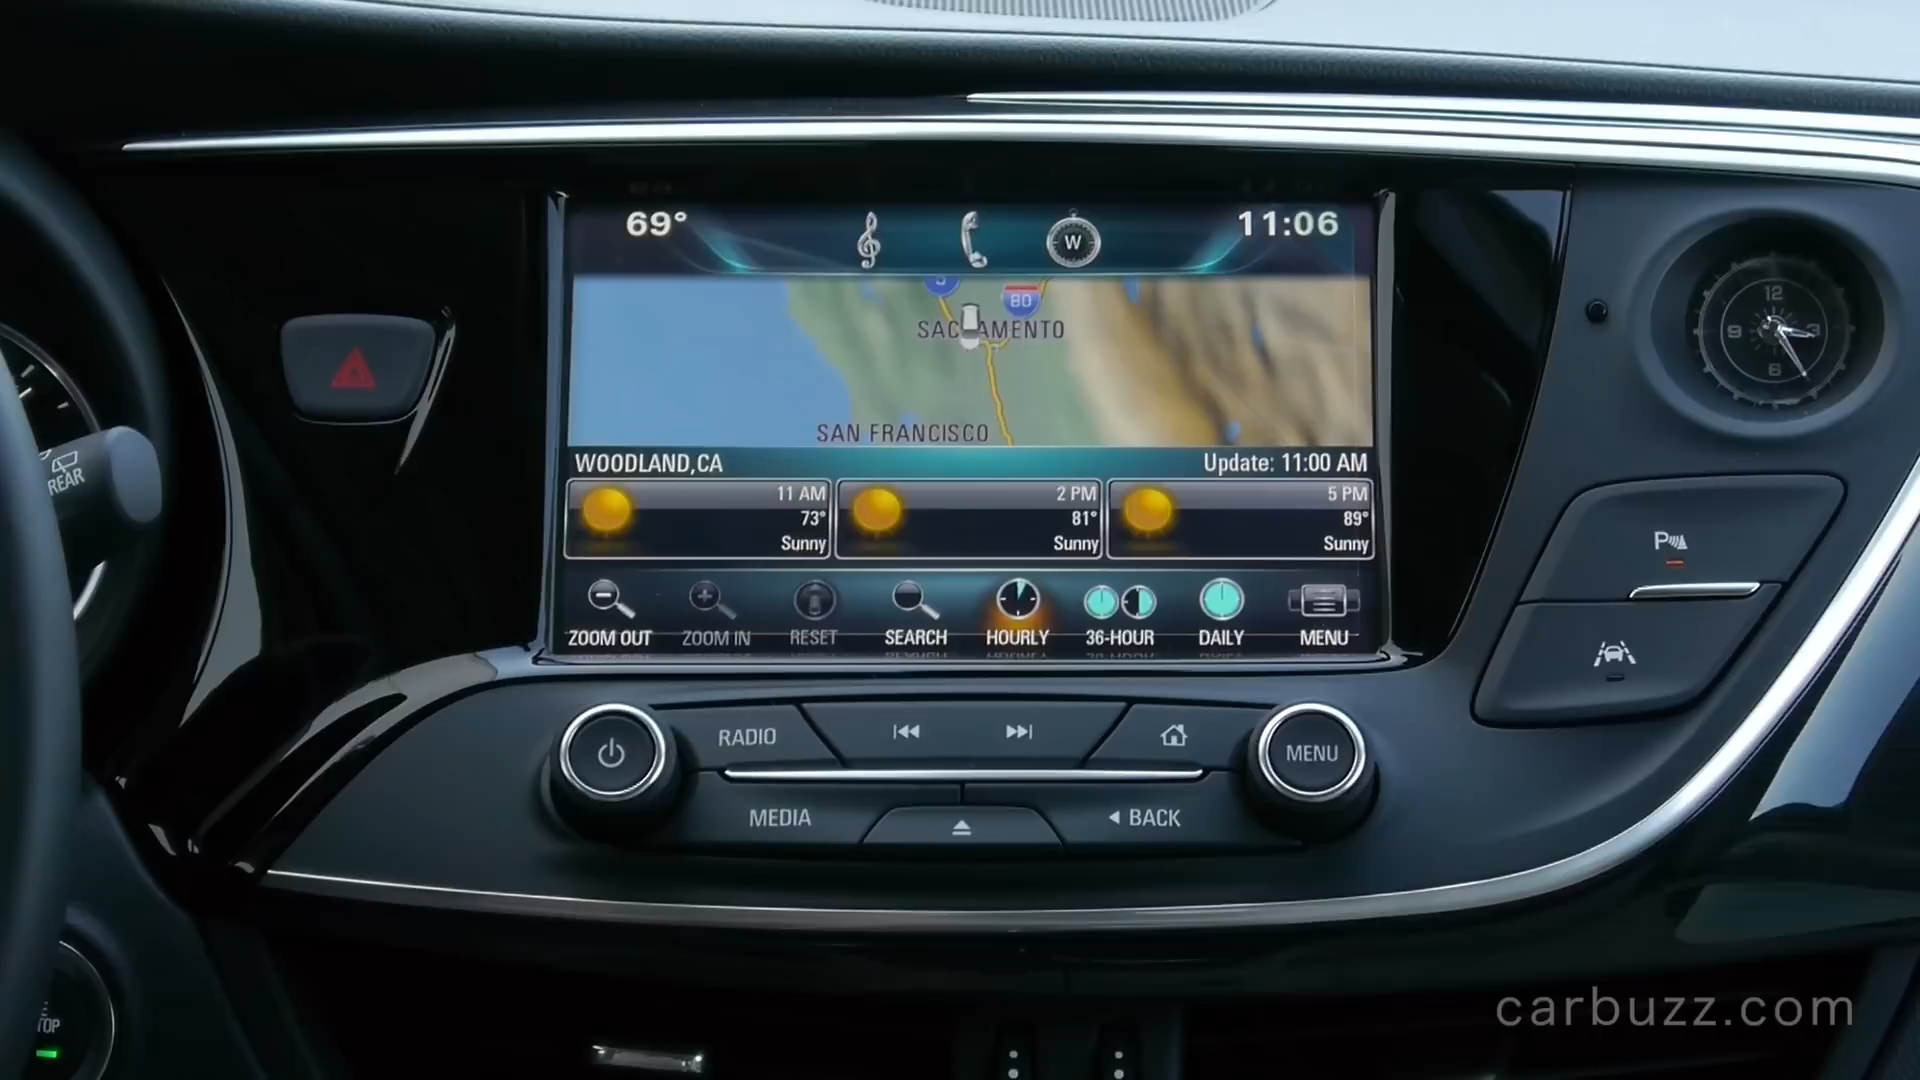 69°
W
11:06
5
80
SACRAMENTO
SAN FRANCISCO
WOODLAND,CA
Update: 11:00 AM
11 AM
73°
Sunny
2 PM
81°
Sunny
5 PM
89°
Sunny
ZOOM OUT
ZOOM IN
RESET
SEARCH
HOURLY
36-HOUR
DAILY
MENU
12
3
6
9
REAR
P
RADIO
MENU
MEDIA
BACK
carbuzz.com